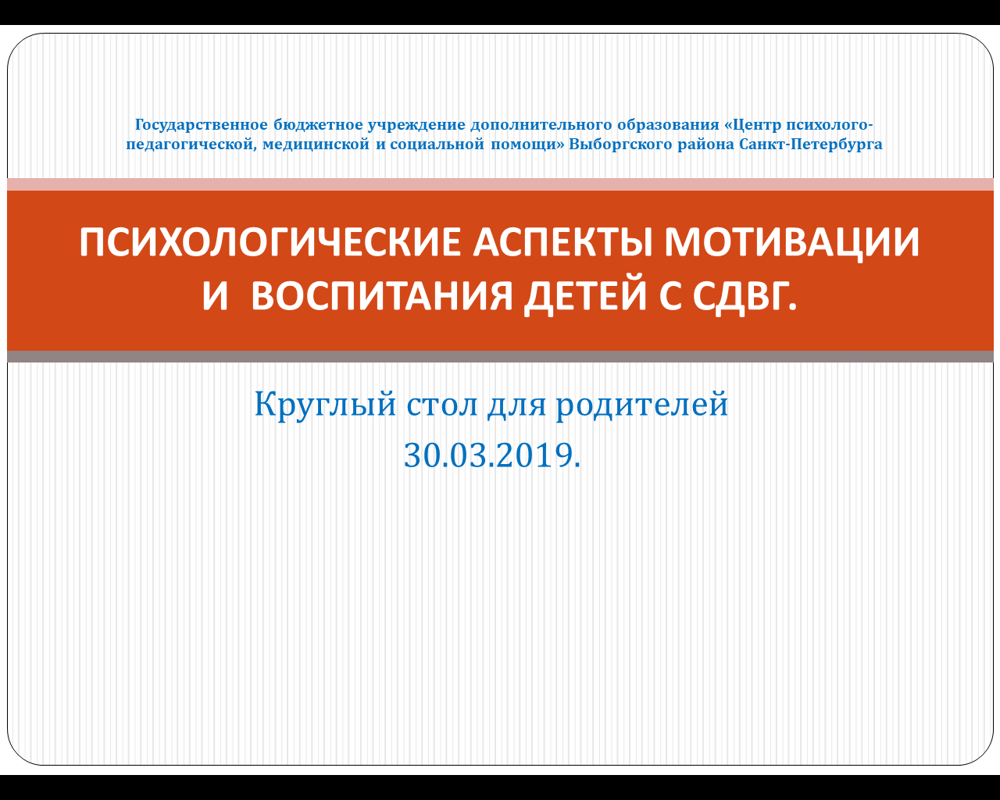 Государственное бюджетное учреждение дополнительного образования «Центр психолого-
педагогической, медицинской и социальной помощи» Выборгского района Санкт-Петербурга
ПСИХОЛОГИЧЕСКИЕ АСПЕКТЫ МОТИВАЦИИ
И ВОСПИТАНИЯ ДЕТЕЙ С СДВГ.
Круглый стол для родителей
30.03.2019.